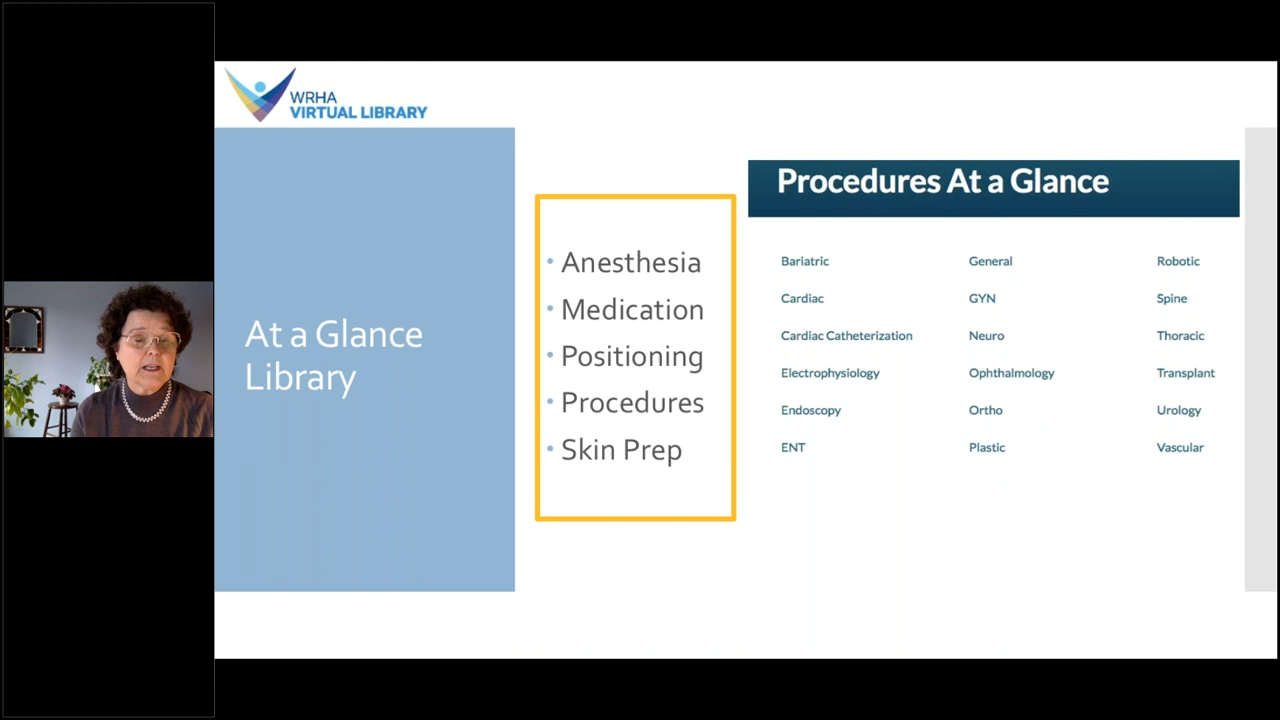 WRHA
VIRTUAL LIBRARY
At a Glance
Library
• Anesthesia
• Medication
• Positioning
• Procedures
• Skin Prep
Procedures At a Glance
Bariatric
Cardiac
Cardiac Catheterization
Electrophysiology
Endoscopy
ENT
General
GYN
Neuro
Ophthalmology
Ortho
Plastic
Robotic
Spine
Thoracic
Transplant
Urology
Vascular